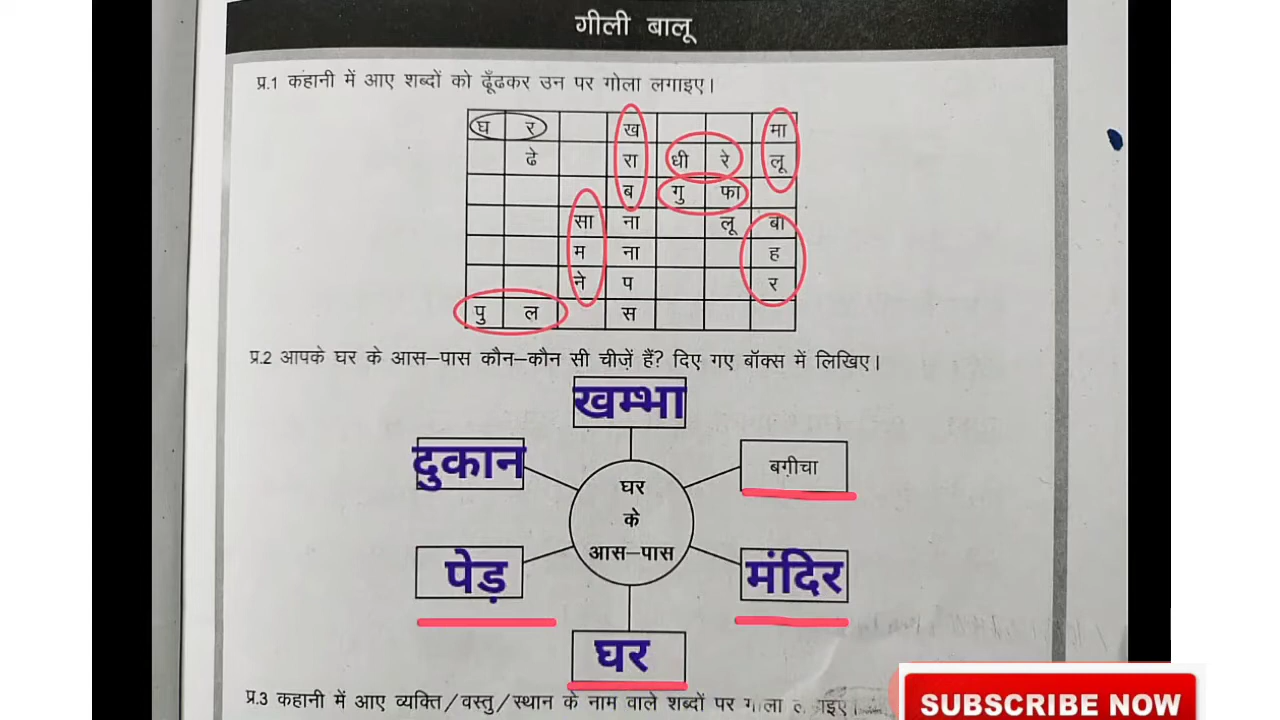 गीली बालू
प्र.1 कहानी में आए शब्दों को ढूँढकर उन पर गोला लगाइए।
घ र ख मा
ढे रा धी रे लू
ब गु फा
सा ना लू बा
म ना ह
ने प र
पु ल स
प्र.2 आपके घर के आस–पास कौन–कौन सी चीज़ें हैं? दिए गए बॉक्स में लिखिए।
खम्भा
दुकान
बग़ीचा
घर
के
आस–पास
पेड़
मंदिर
घर
प्र.3 कहानी में आए व्यक्ति/वस्तु/स्थान के नाम वाले शब्दों पर
SUBSCRIBE NOW